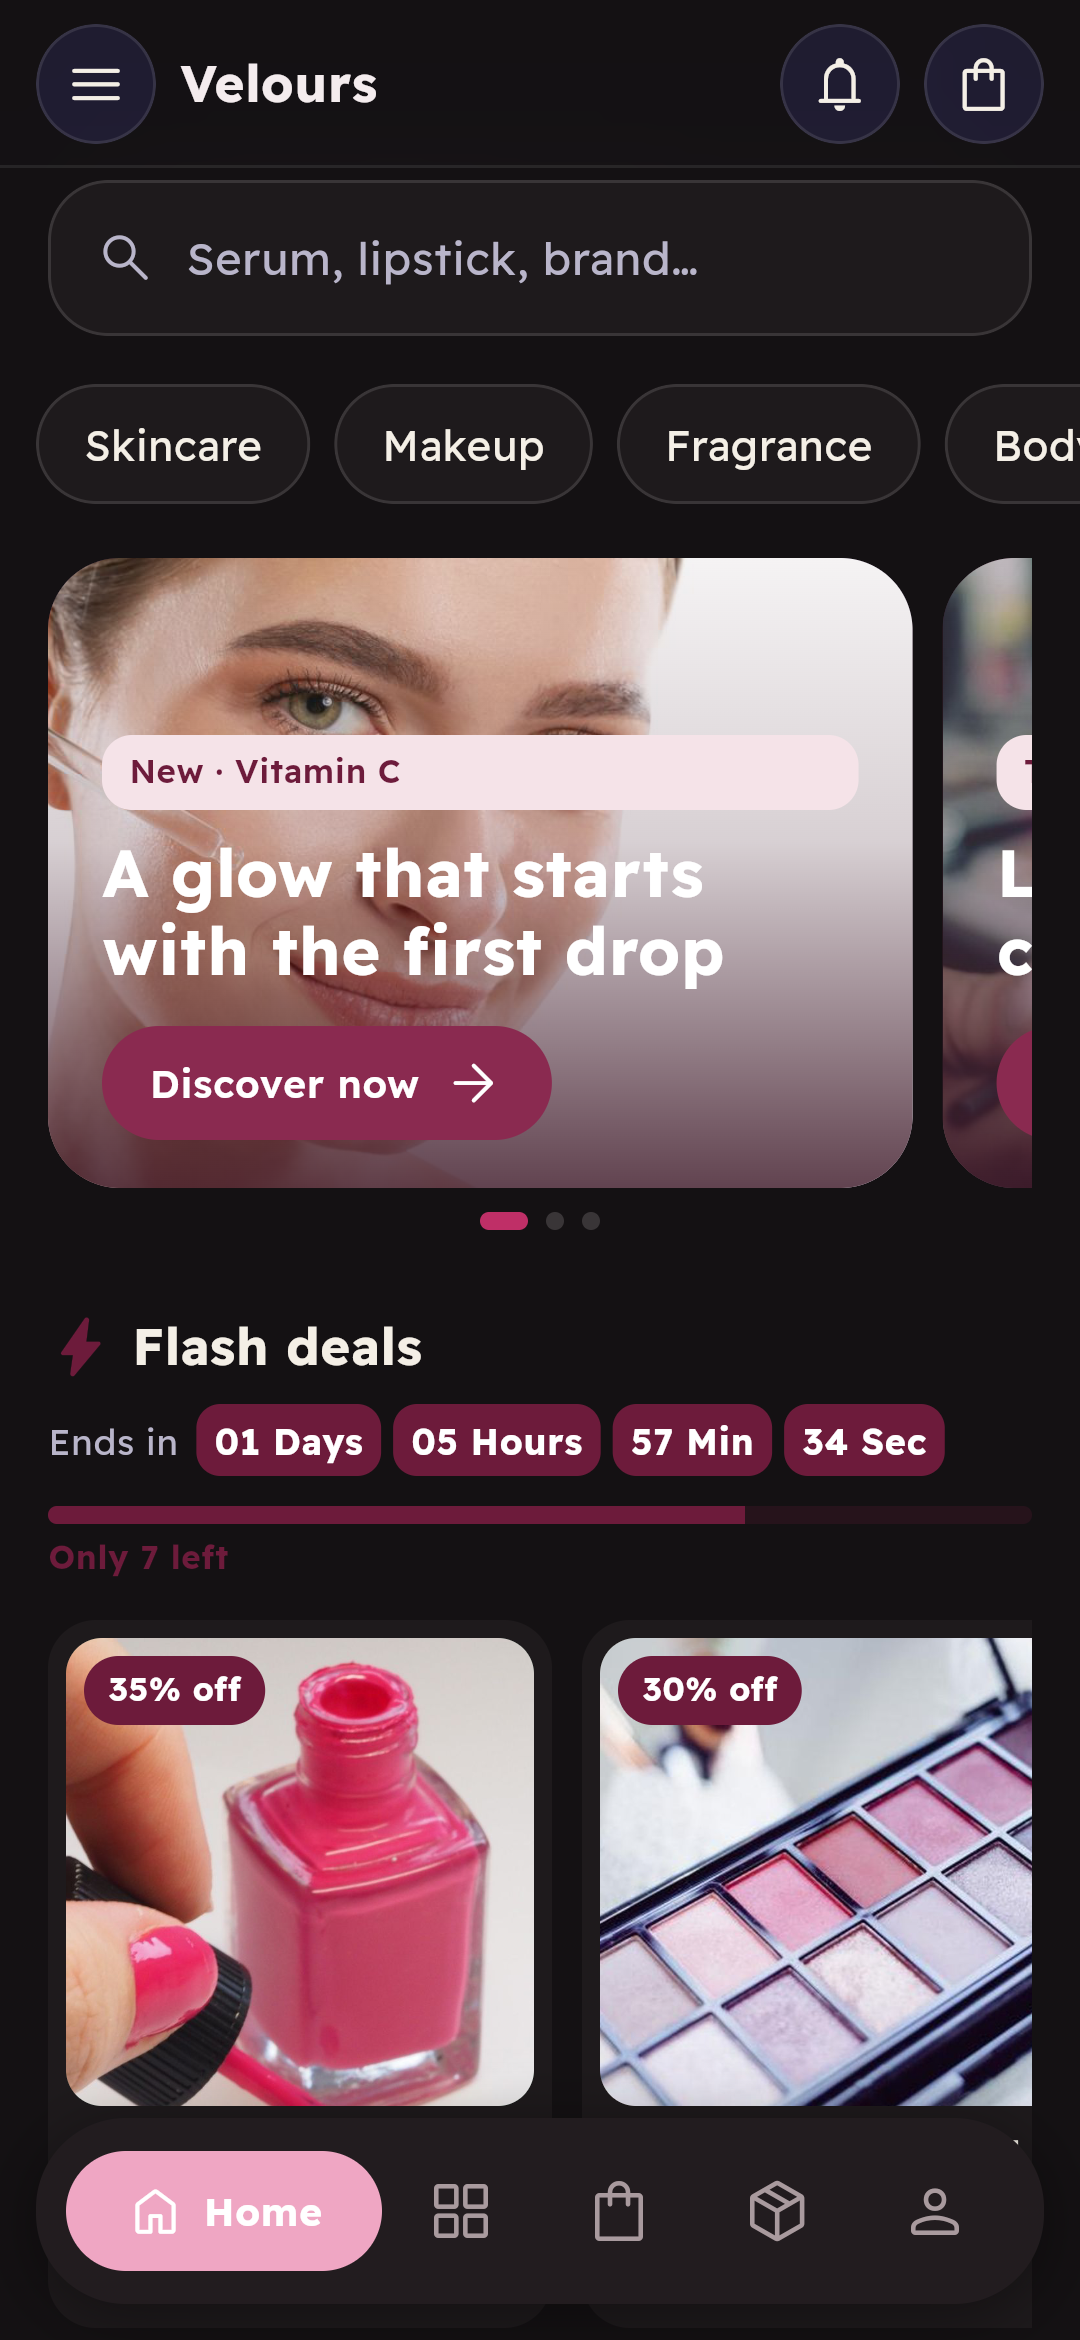 Velours
Serum, lipstick, brand...
Skincare
Makeup
Fragrance
Body
New · Vitamin C
A glow that starts
with the first drop
Discover now
L
c
Flash deals
Ends in 01 Days 05 Hours 57 Min 34 Sec
Only 7 left
35% off
30% off
Home